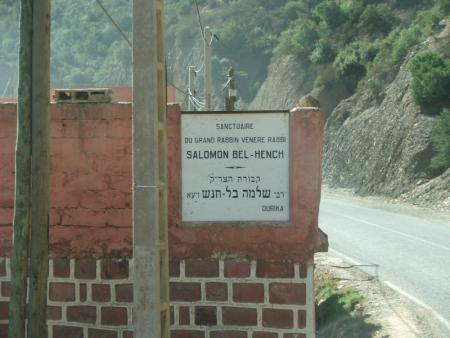 SANCTUAIRE
DU GRAND RABBIN VENERE RABBI
SALOMON BEL-HENCH
קבורת הצדיק
רבי שלמה בל-חנש זיע"א
OURIKA